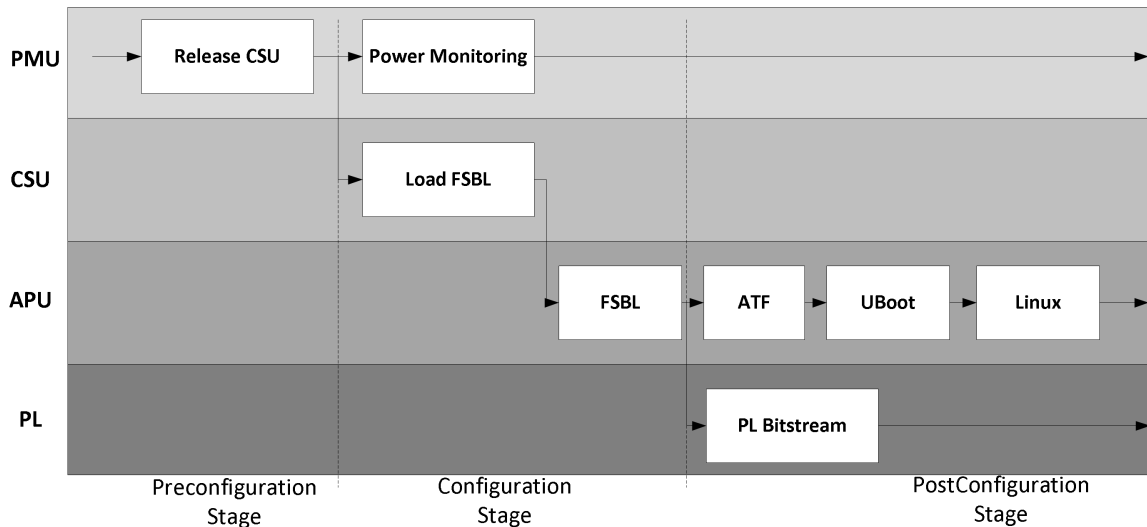 PMU
Release CSU
Power Monitoring
CSU
Load FSBL
APU
FSBL
ATF
UBoot
Linux
PL
PL Bitstream
Preconfiguration
Stage
Configuration
Stage
PostConfiguration
Stage